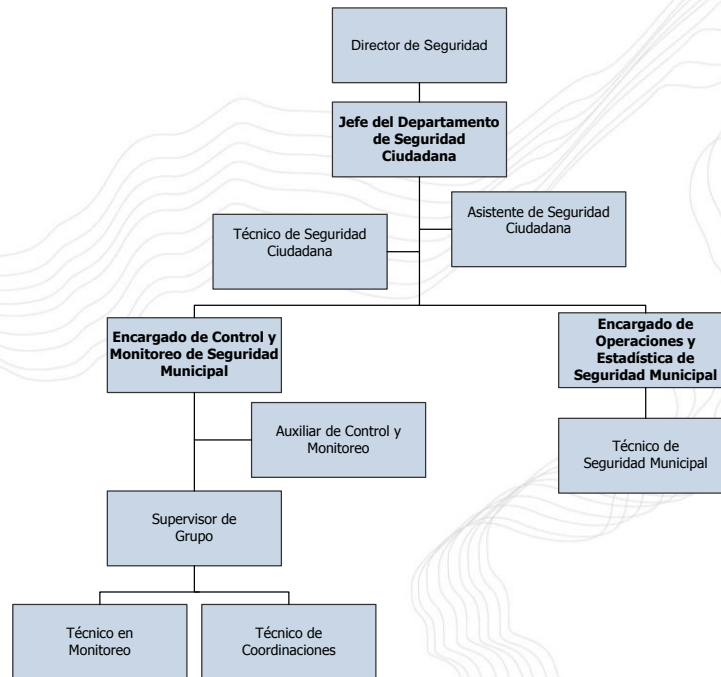 Director de Seguridad
Jefe del Departamento
de Seguridad
Ciudadana
Técnico de Seguridad
Ciudadana
Asistente de Seguridad
Ciudadana
Encargado de Control y
Monitoreo de Seguridad
Municipal
Encargado de
Operaciones y
Estadística de
Seguridad Municipal
Auxiliar de Control y
Monitoreo
Técnico de
Seguridad Municipal
Supervisor de
Grupo
Técnico en
Monitoreo
Técnico de
Coordinaciones